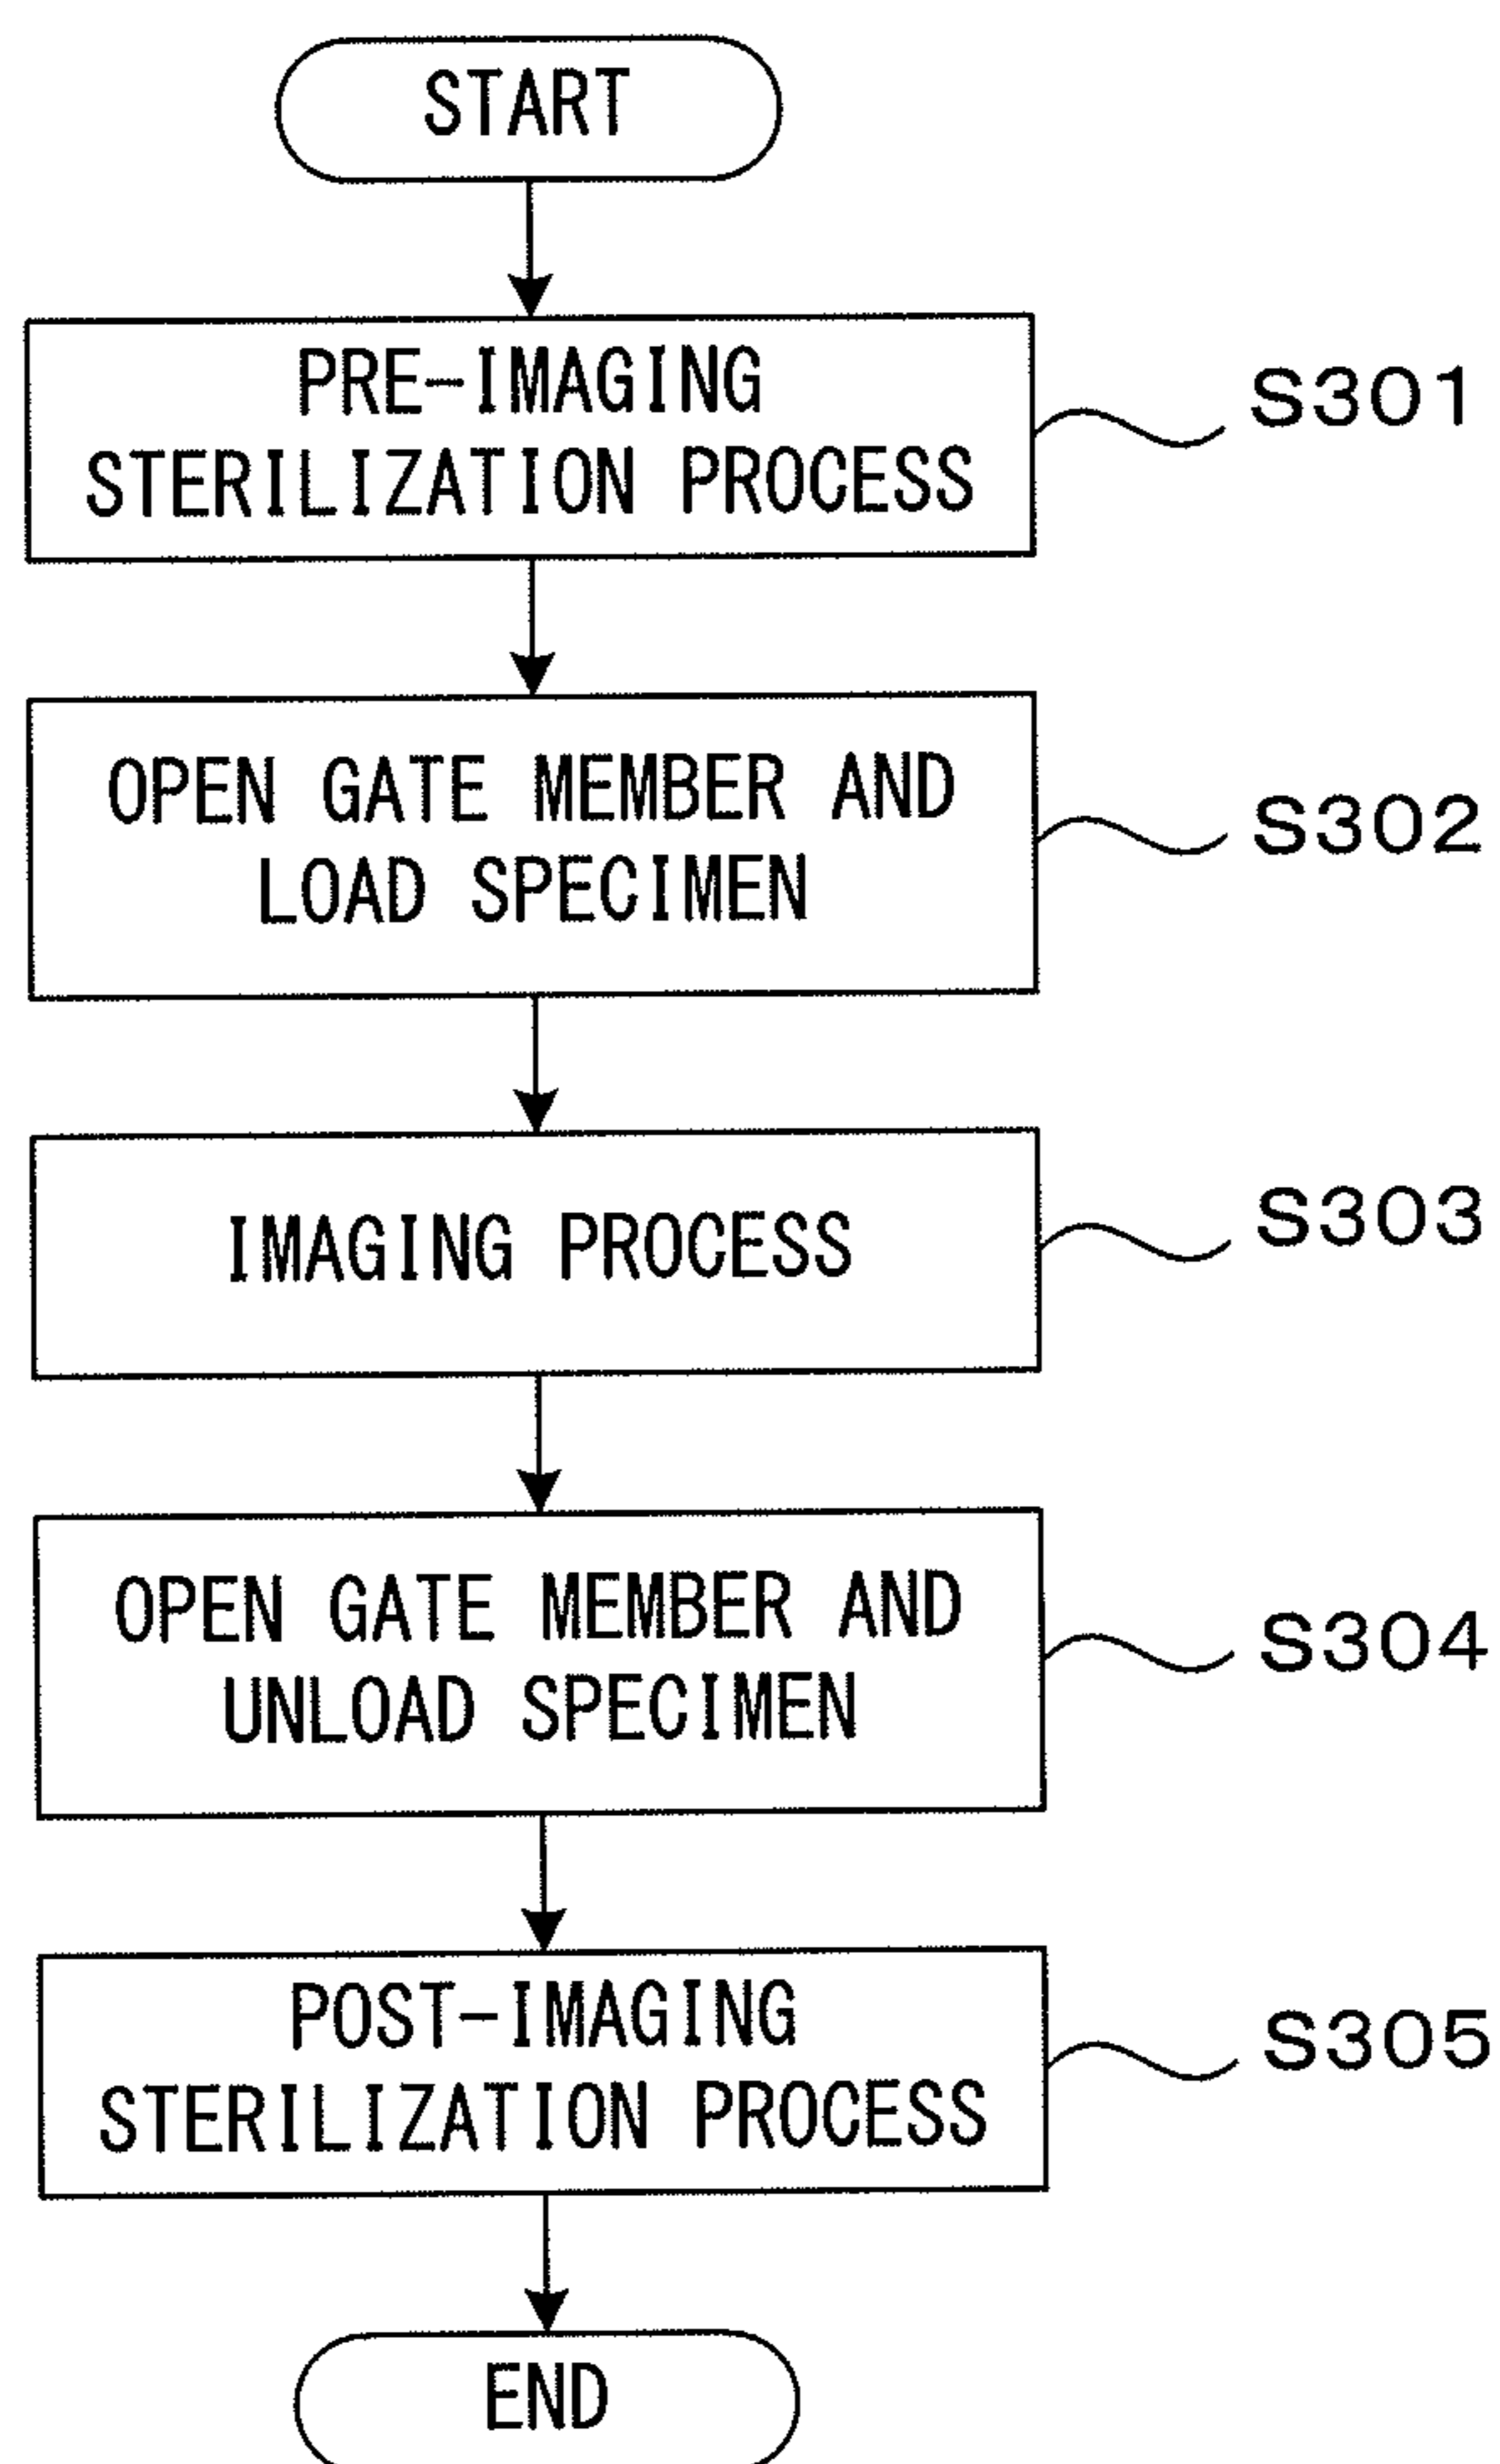 START
PRE-IMAGING
STERILIZATION PROCESS
S301
OPEN GATE MEMBER AND
LOAD SPECIMEN
S302
IMAGING PROCESS
S303
OPEN GATE MEMBER AND
UNLOAD SPECIMEN
S304
POST-IMAGING
STERILIZATION PROCESS
S305
END